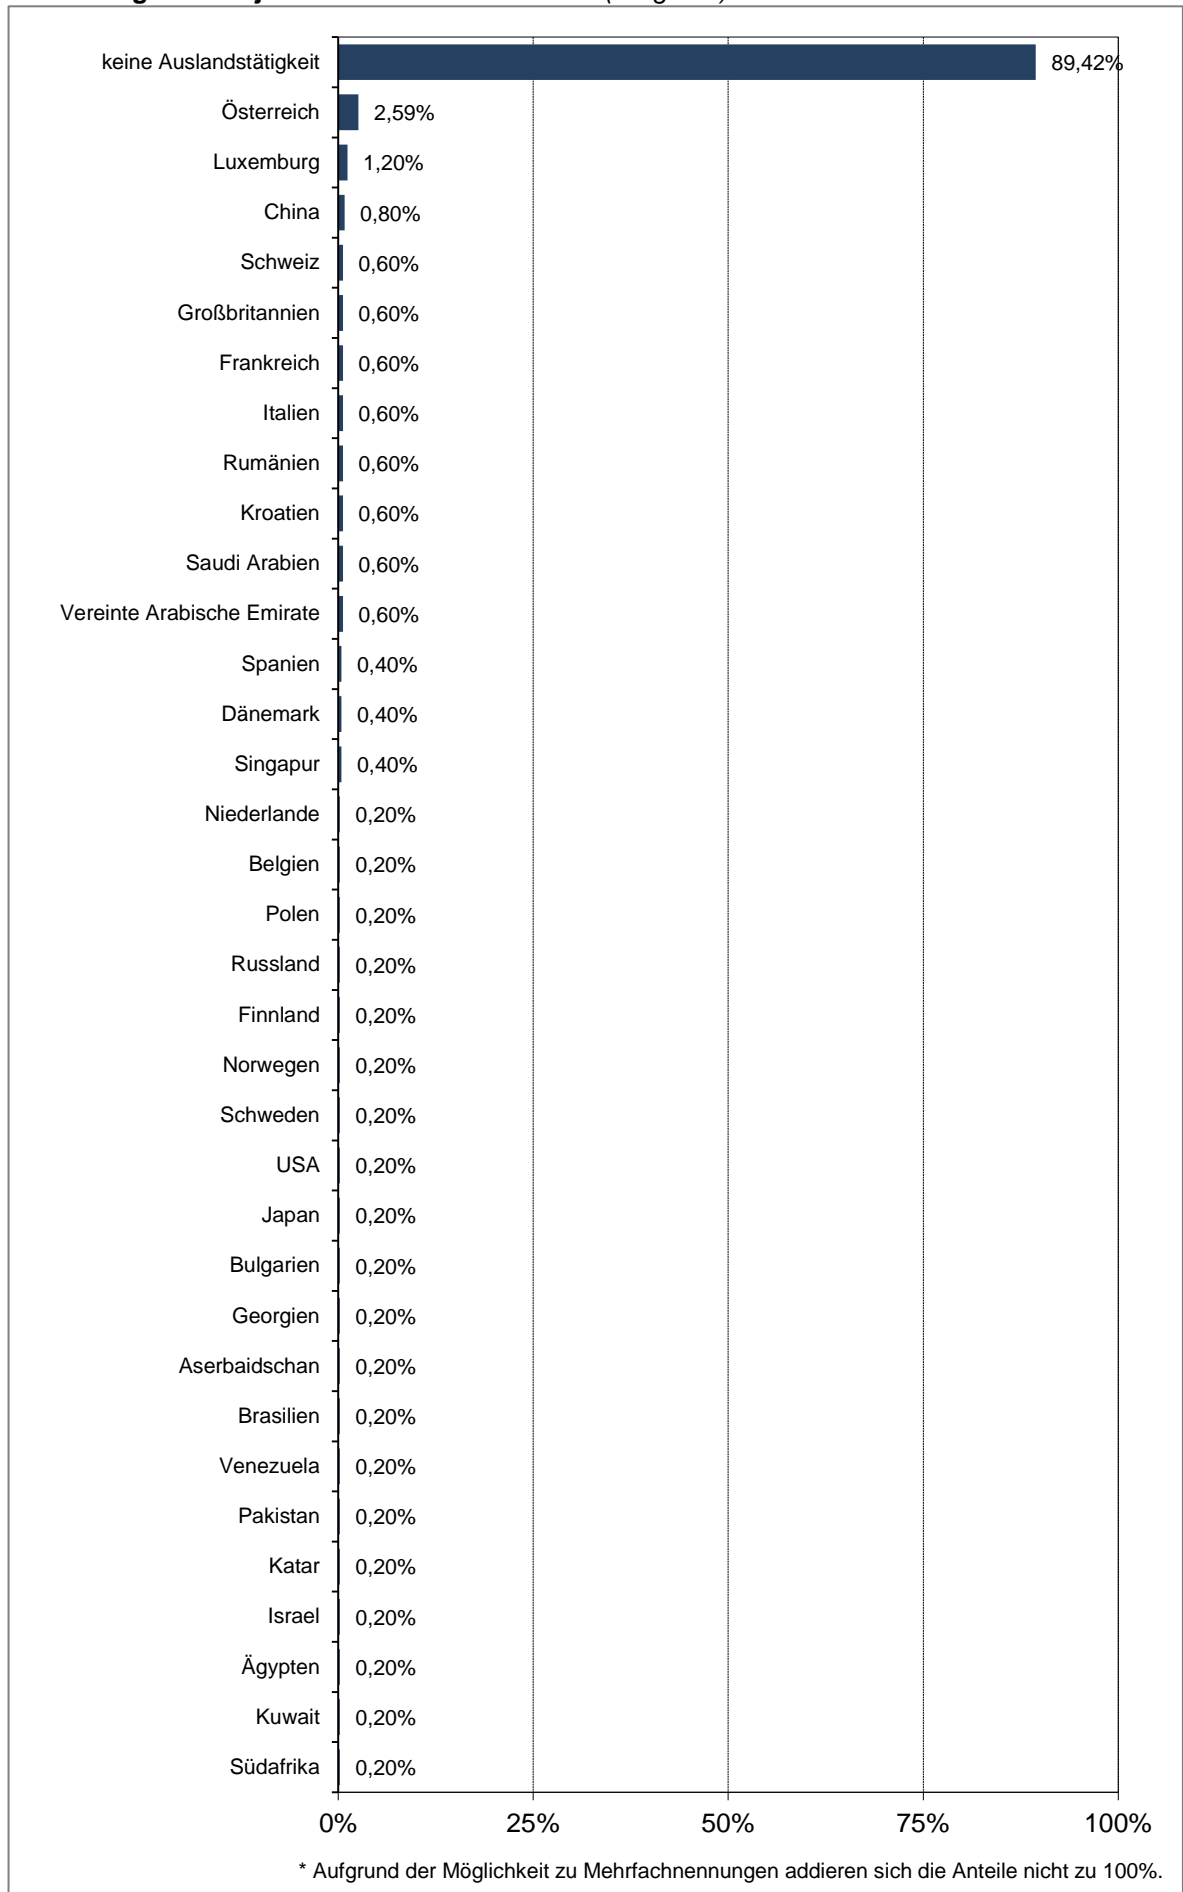 keine Auslandstätigkeit 89,42%
Österreich 2,59%
Luxemburg 1,20%
China 0,80%
Schweiz 0,60%
Großbritannien 0,60%
Frankreich 0,60%
Italien 0,60%
Rumänien 0,60%
Kroatien 0,60%
Saudi Arabien 0,60%
Vereinte Arabische Emirate 0,60%
Spanien 0,40%
Dänemark 0,40%
Singapur 0,40%
Niederlande 0,20%
Belgien 0,20%
Polen 0,20%
Russland 0,20%
Finnland 0,20%
Norwegen 0,20%
Schweden 0,20%
USA 0,20%
Japan 0,20%
Bulgarien 0,20%
Georgien 0,20%
Aserbaidschan 0,20%
Brasilien 0,20%
Venezuela 0,20%
Pakistan 0,20%
Katar 0,20%
Israel 0,20%
Ägypten 0,20%
Kuwait 0,20%
Südafrika 0,20%
0% 25% 50% 75% 100%
* Aufgrund der Möglichkeit zu Mehrfachnennungen addieren sich die Anteile nicht zu 100%.